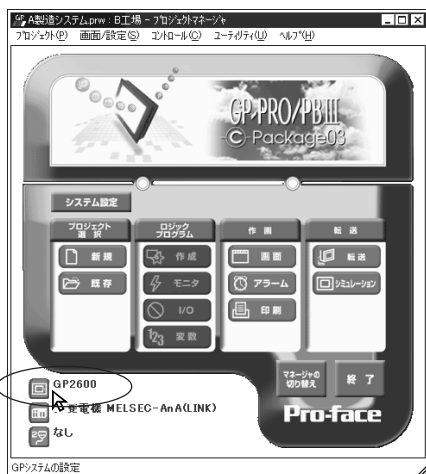 A製造システム.prw : B工場 - プロジェクトマネージャ
プロジェクト(P) 画面/設定(S) コントロール(C) ユーティリティ(U) ヘルプ(H)
GP-PRO/PBⅢ
C-Package03
システム設定
プロジェクト選択
ロジックプログラム
作画
転送
新規
作成
画面
転送
既存
モニタ
アラーム
シミュレーション
I/O
印刷
変数
マネージャの切り替え
終了
GP2600
菱電機 MELSEC-AnA(LINK)
なし
Pro-face
GPシステムの設定